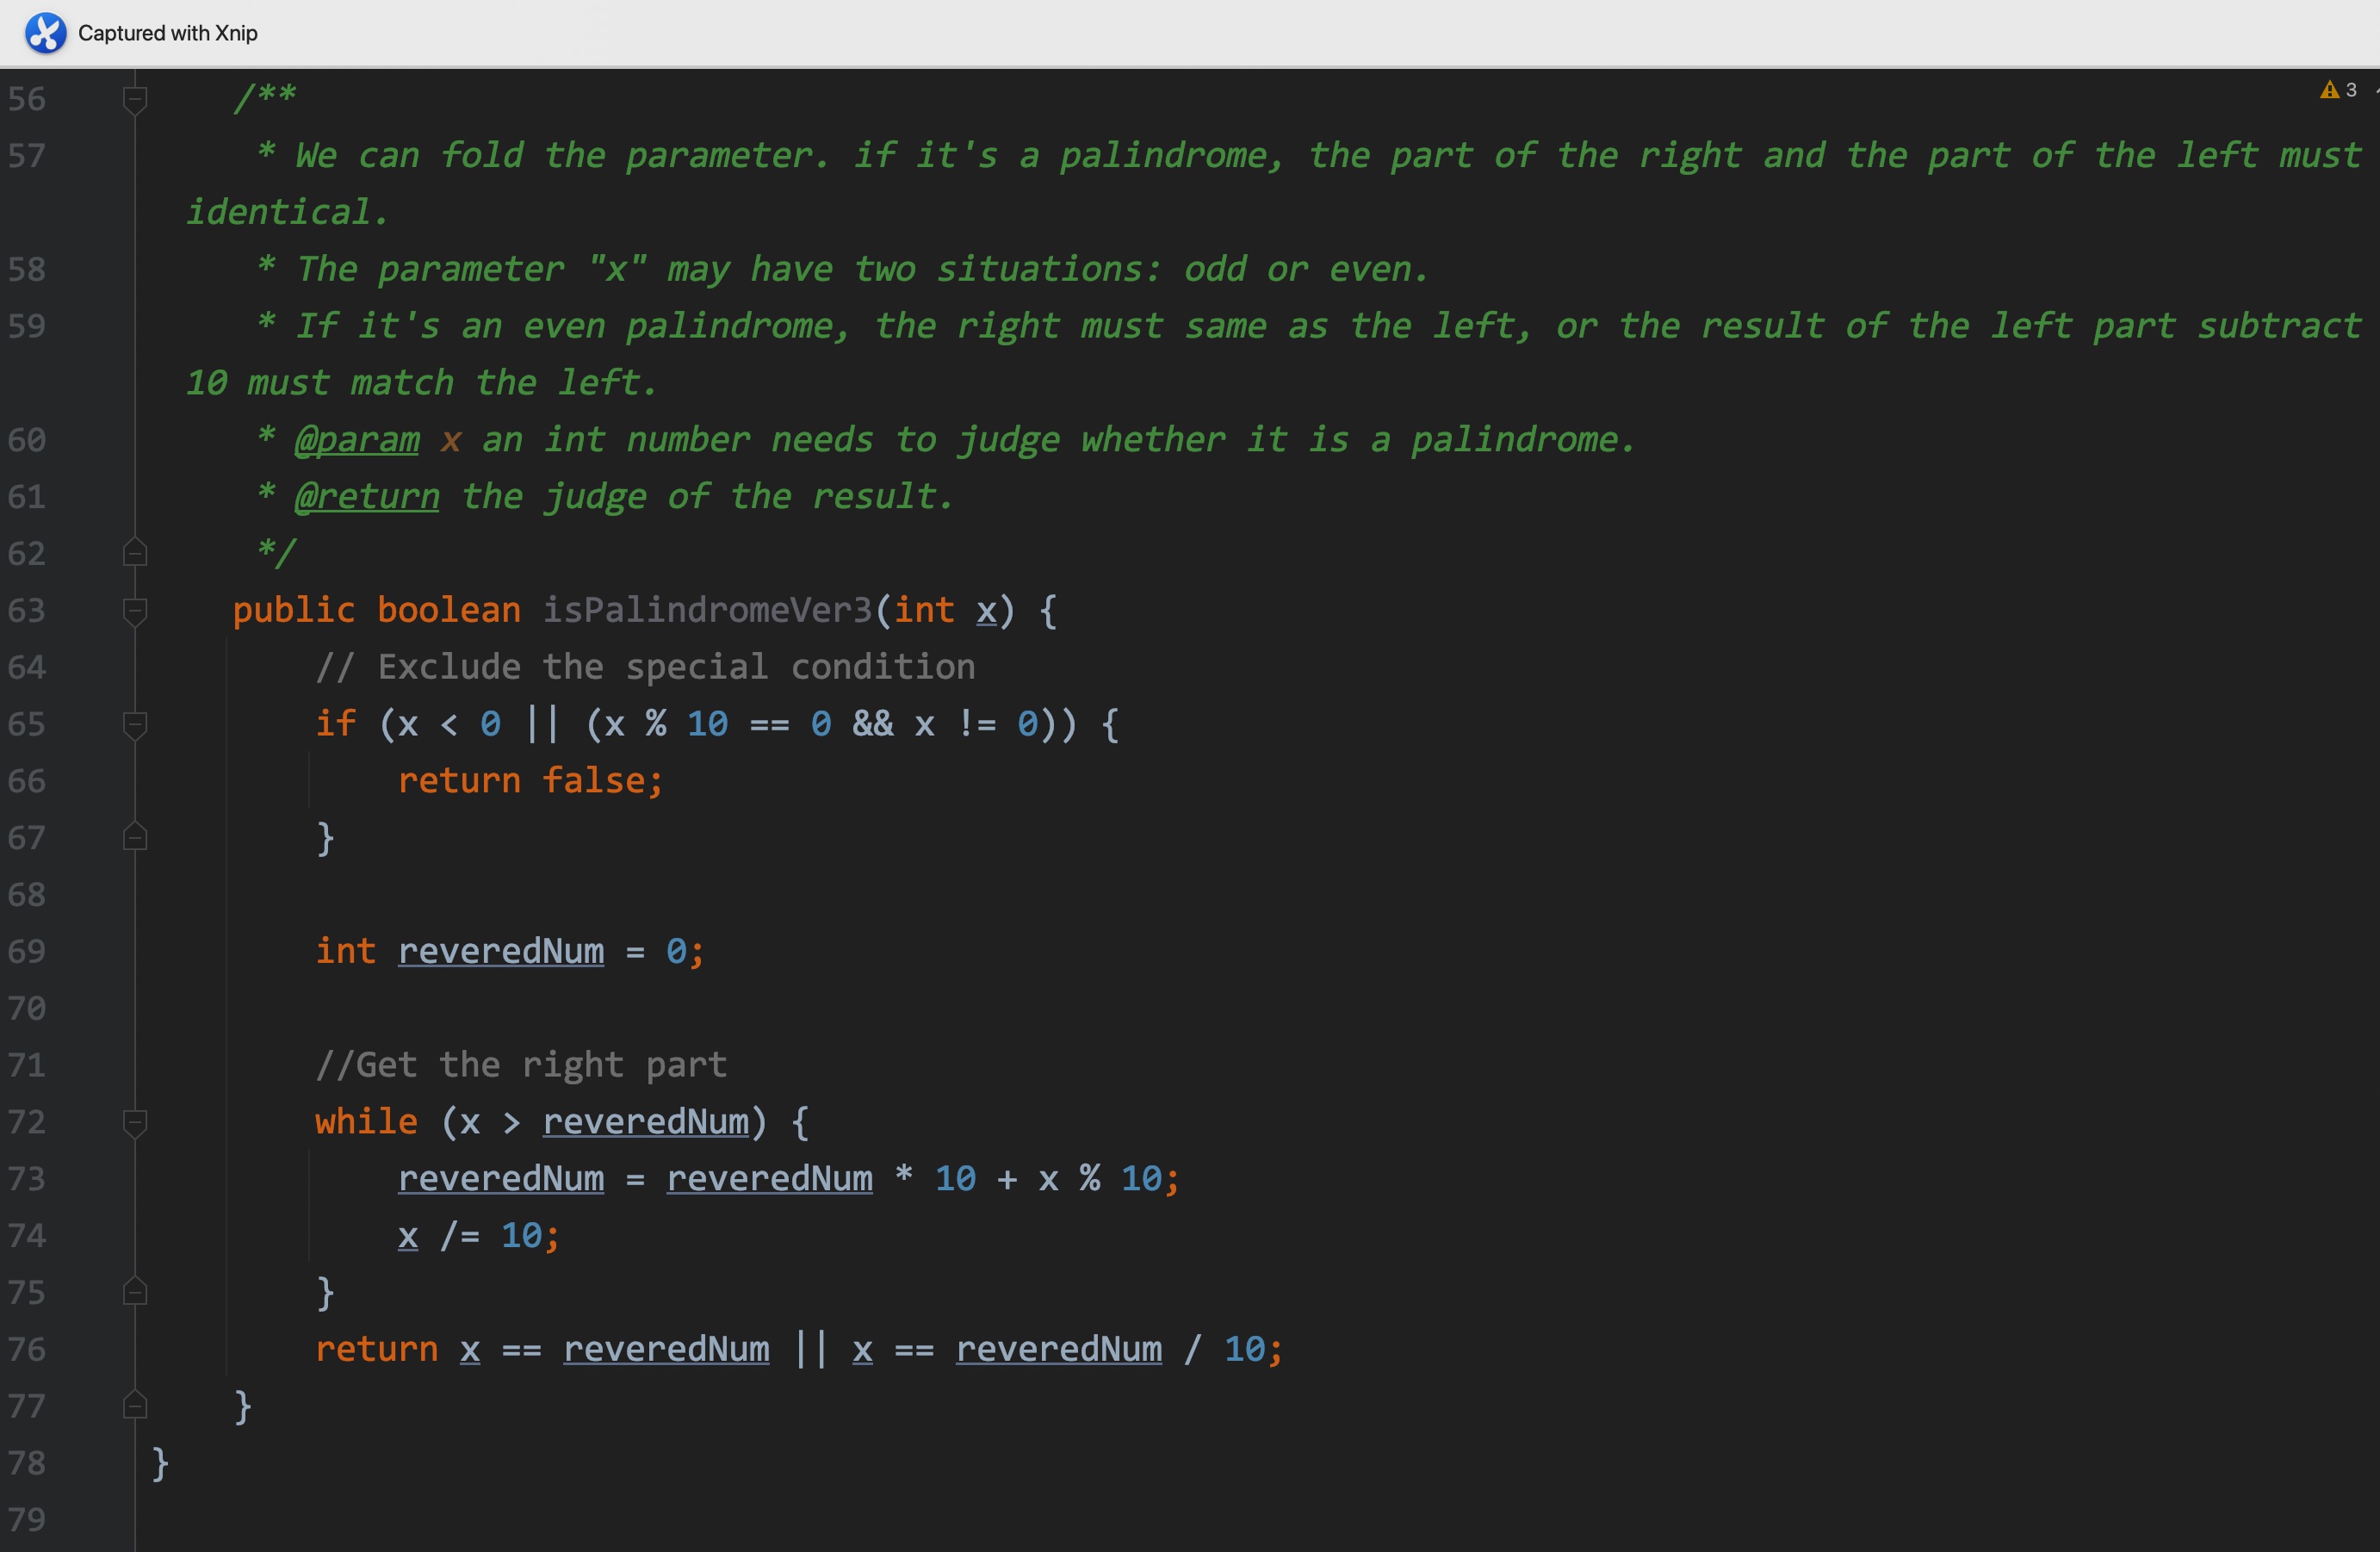 Captured with Xnip
3
56 /**
57 * We can fold the parameter. if it's a palindrome, the part of the right and the part of the left must
identical.
58 * The parameter "x" may have two situations: odd or even.
59 * If it's an even palindrome, the right must same as the left, or the result of the left part subtract
10 must match the left.
60 * @param x an int number needs to judge whether it is a palindrome.
61 * @return the judge of the result.
62 */
63 public boolean isPalindromeVer3(int x) {
64 // Exclude the special condition
65 if (x < 0 || (x % 10 == 0 && x != 0)) {
66 return false;
67 }
68
69 int reveredNum = 0;
70
71 //Get the right part
72 while (x > reveredNum) {
73 reveredNum = reveredNum * 10 + x % 10;
74 x /= 10;
75 }
76 return x == reveredNum || x == reveredNum / 10;
77 }
78 }
79